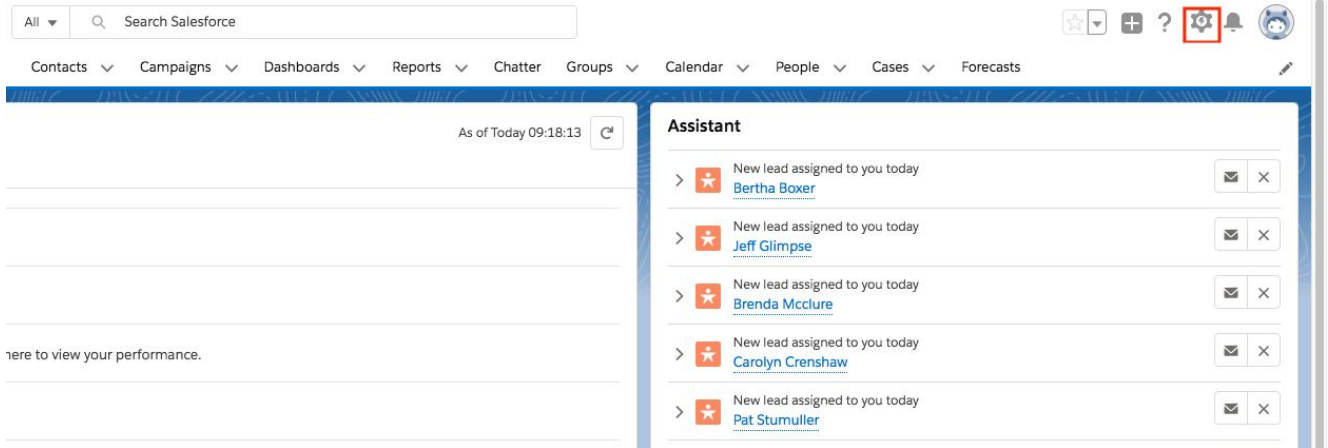 All Search Salesforce
Contacts Campaigns Dashboards Reports Chatter Groups Calendar People Cases Forecasts
As of Today 09:18:13
here to view your performance.
Assistant
New lead assigned to you today
Bertha Boxer
New lead assigned to you today
Jeff Glimpse
New lead assigned to you today
Brenda Mcclure
New lead assigned to you today
Carolyn Crenshaw
New lead assigned to you today
Pat Stumuller